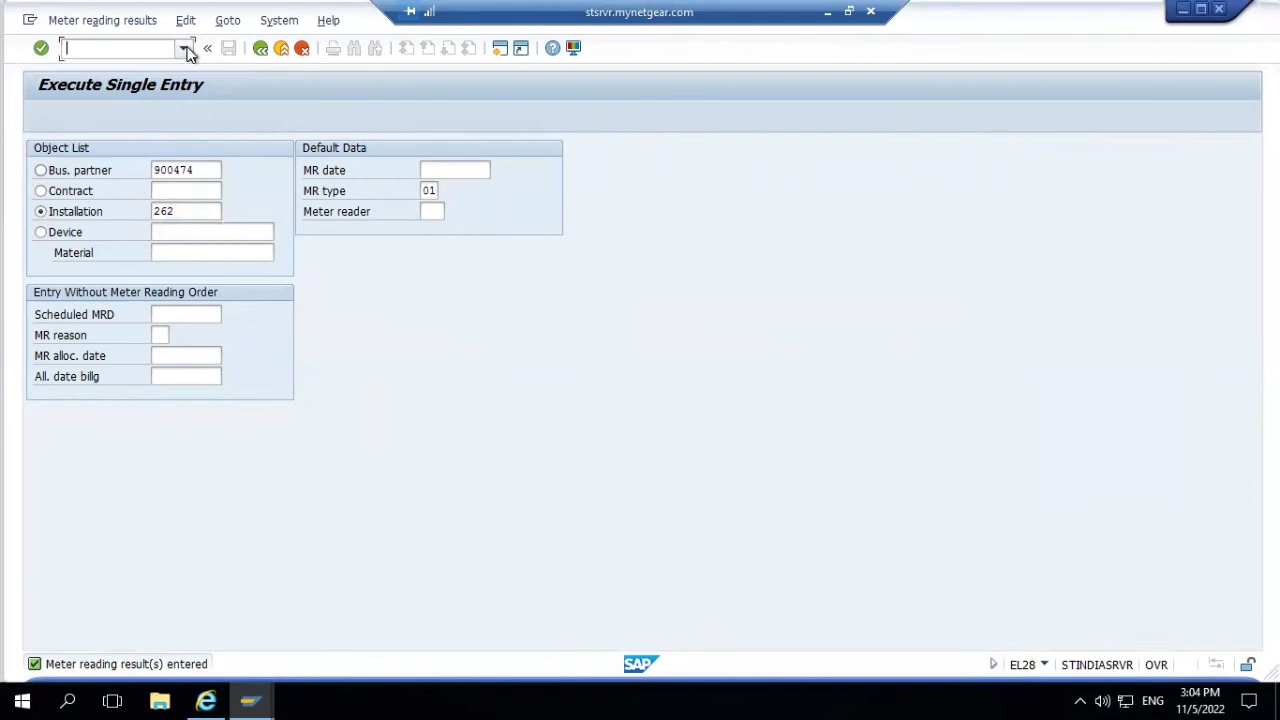 stsrvr.mynetgear.com
Meter reading results Edit Goto System Help
Execute Single Entry
Object List
Bus. partner 900474
Contract
Installation 262
Device
Material
Default Data
MR date
MR type 01
Meter reader
Entry Without Meter Reading Order
Scheduled MRD
MR reason
MR alloc. date
All. date billg
Meter reading result(s) entered
SAP
EL28 STINDIASRVR OVR
ENG
3:04 PM
11/5/2022